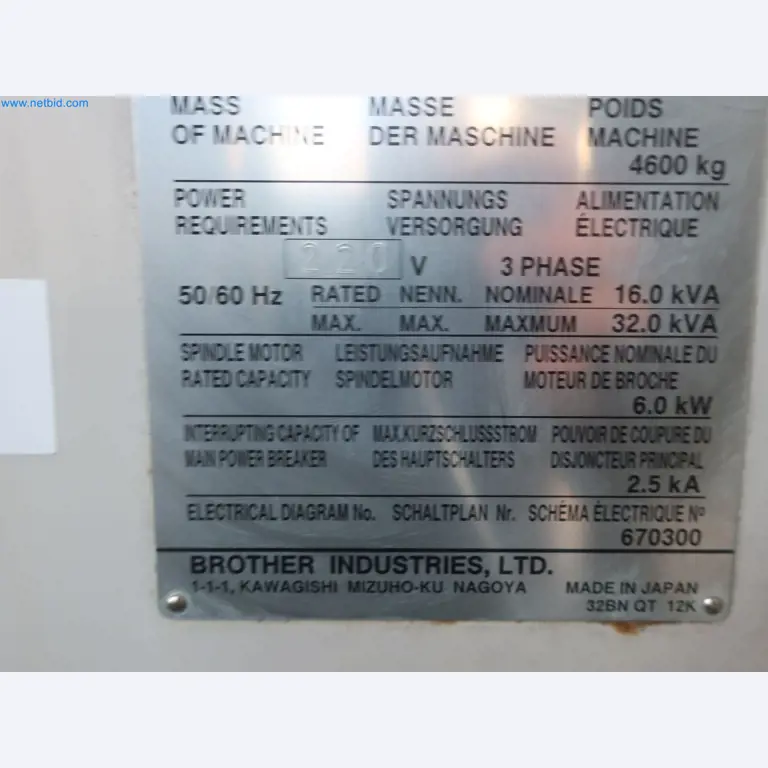 www.netbid.com
MASS MASSE POIDS
OF MACHINE DER MASCHINE MACHINE
4600 kg
POWER SPANNUNGS ALIMENTATION
REQUIREMENTS VERSORGUNG ÉLECTRIQUE
220 V 3 PHASE
50/60 Hz RATED NENN. NOMINALE 16.0 kVA
MAX. MAX. MAXMUM 32.0 kVA
SPINDLE MOTOR LEISTUNGSAUFNAHME PUISSANCE NOMINALE DU
RATED CAPACITY SPINDELMOTOR MOTEUR DE BROCHE
6.0 kW
INTERRUPTING CAPACITY OF MAX.KURZSCHLUSSSTROM POUVOIR DE COUPURE DU
MAIN POWER BREAKER DES HAUPTSCHALTERS DISJONCTEUR PRINCIPAL
2.5 kA
ELECTRICAL DIAGRAM No. SCHALTPLAN Nr. SCHÉMA ÉLECTRIQUE Nº
670300
BROTHER INDUSTRIES, LTD.
1-1-1, KAWAGISHI MIZUHO-KU NAGOYA MADE IN JAPAN
32BN QT 12K